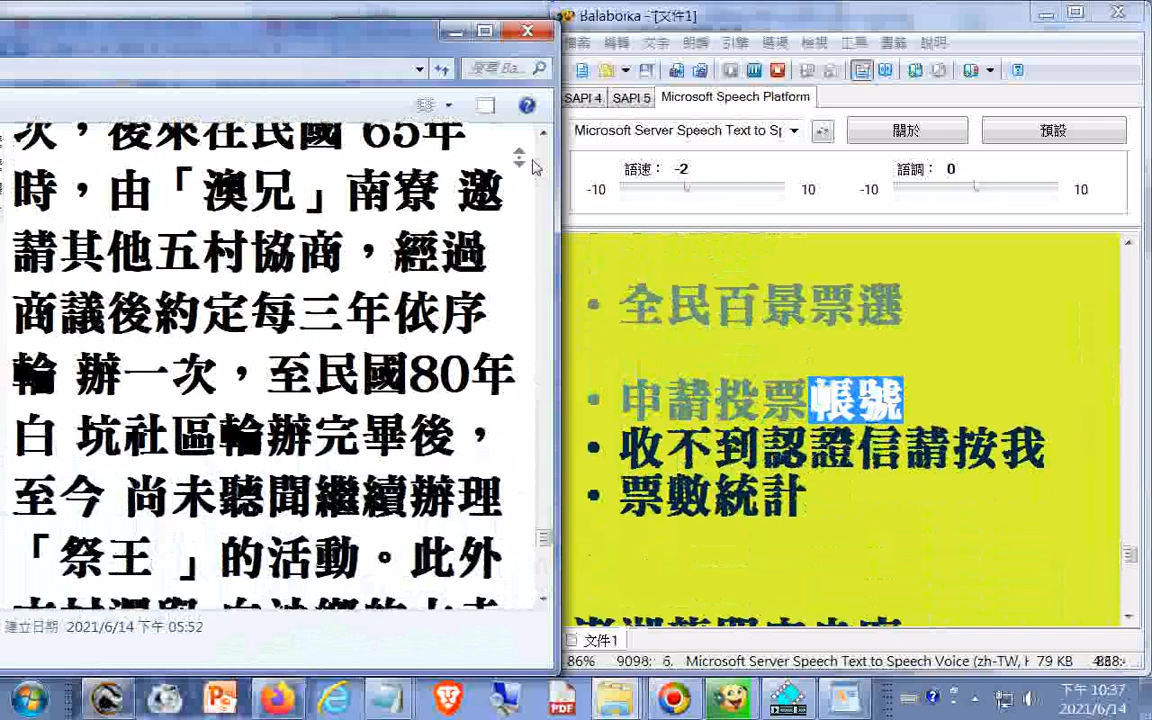 Balabolka - [文件1]
檔案 編輯 文字 朗讀 引擎 選項 檢視 工具 書籤 說明
搜尋 Ba...
SAPI 4 SAPI 5 Microsoft Speech Platform
Microsoft Server Speech Text to Sp
關於
預設
語速： -2
語調： 0
-10 10 -10 10
時，由「澳兄」南寮 邀
請其他五村協商，經過
商議後約定每三年依序
輪 辦一次，至民國80年
白 坑社區輪辦完畢後，
至今 尚未聽聞繼續辦理
「祭王 」的活動。此外
次，後來在民國 65年
• 全民百景票選
• 申請投票帳號
• 收不到認證信請按我
• 票數統計
建立日期 2021/6/14 下午 05:52
文件1
86% 9098: 6. Microsoft Server Speech Text to Speech Voice (zh-TW, H 79 KB
下午 10:37
2021/6/14